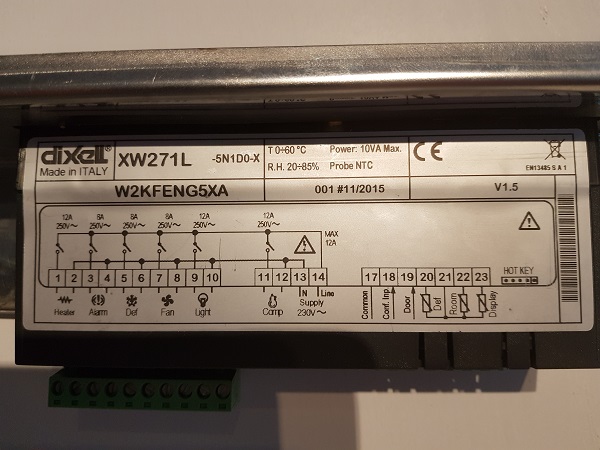 dixell
Made in ITALY
XW271L -5N1D0-X
T 0÷60°C Power: 10VA Max.
R.H. 20÷85% Probe NTC
CE
EN13485 S A 1
W2KFENG5XA 001 #11/2015 V1.5
12A 8A 8A 8A 8A 12A
250V~ 250V~ 250V~ 250V~ 250V~ 250V~
MAX
12A
1 2 3 4 5 6 7 8 9 10 11 12 13 14 17 18 19 20 21 22 23
HOT KEY
N Line
Heater Alarm Def Fan Light Comp Supply
230V~
Common Conf. Inp. Door Def Room Display